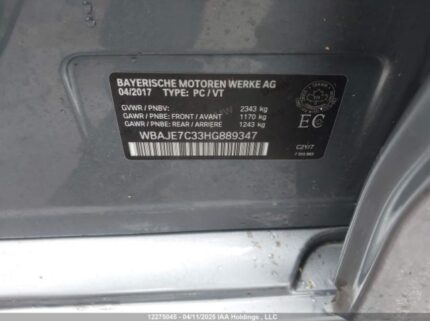 BAYERISCHE MOTOREN WERKE AG
04/2017 TYPE: PC / VT
GVWR / PNBV: 2343 kg
GAWR / PNBE: FRONT / AVANT 1170 kg
GAWR / PNBE: REAR / ARRIERE 1243 kg
WBAJE7C33HG889347
EC
12275045 - 04/11/2025 IAA Holdings , LLC